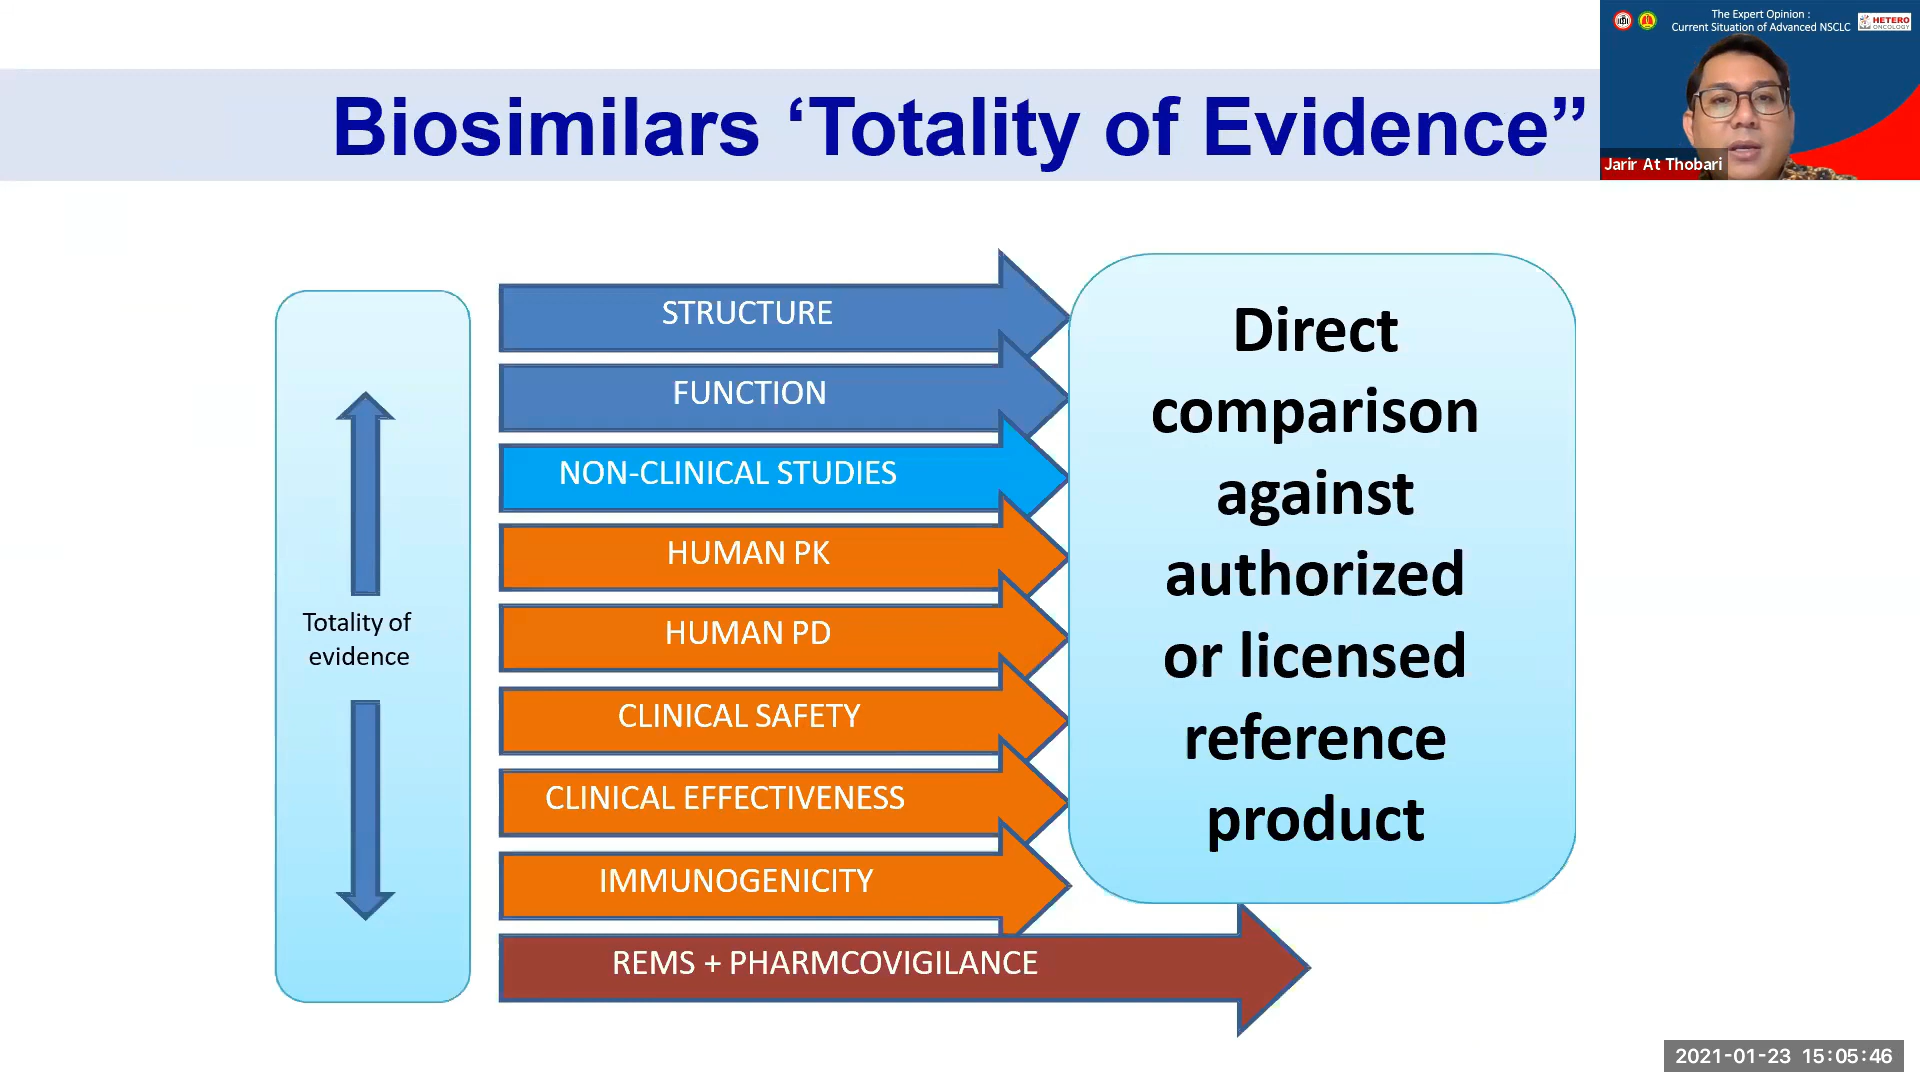 The Expert Opinion :
Current Situation of Advanced NSCLC
HETERO
ONCOLOGY
Jarir At Thobari
Biosimilars ‘Totality of Evidence”
Totality of
evidence
STRUCTURE
FUNCTION
NON-CLINICAL STUDIES
HUMAN PK
HUMAN PD
CLINICAL SAFETY
CLINICAL EFFECTIVENESS
IMMUNOGENICITY
REMS + PHARMCOVIGILANCE
Direct
comparison
against
authorized
or licensed
reference
product
2021-01-23 15:05:46